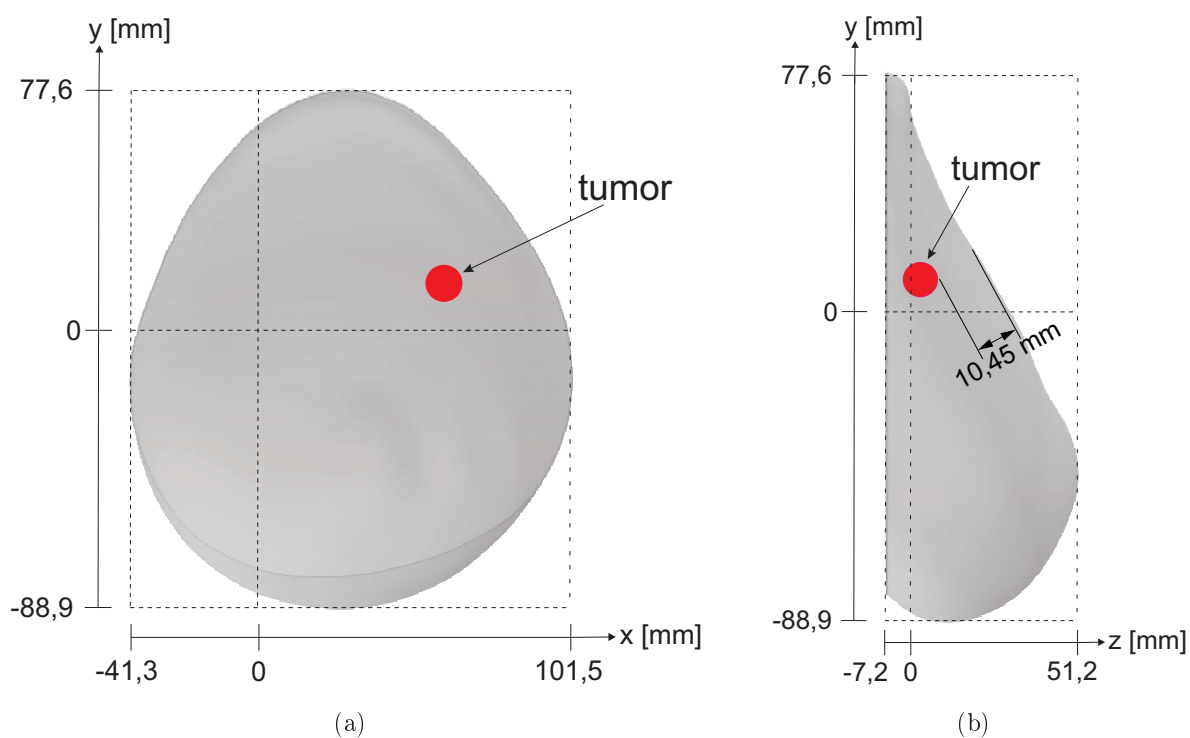 y [mm]
77,6
tumor
0
-88,9
x [mm]
-41,3
0
101,5
(a)
y [mm]
77,6
tumor
0
10,45 mm
-88,9
z [mm]
-7,2
0
51,2
(b)